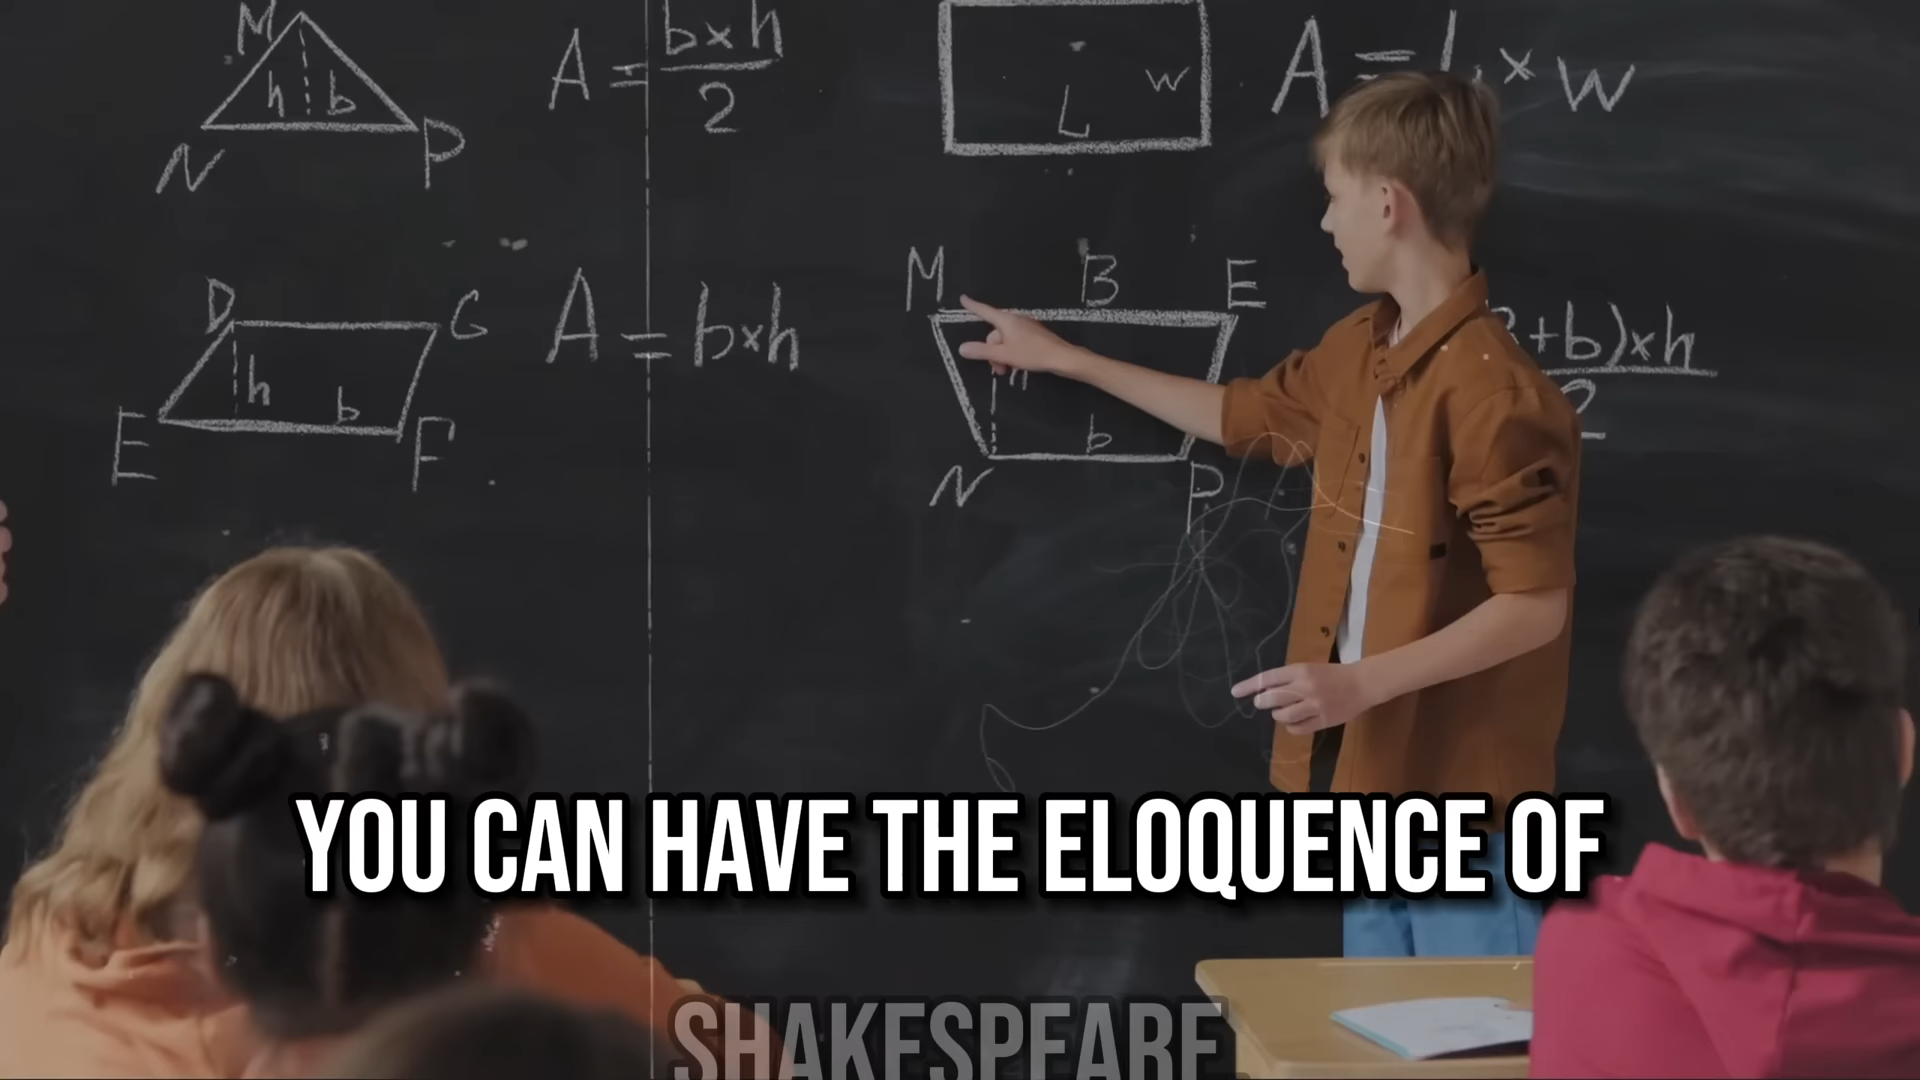 M
h b
N P
A = b×h
2
w
L
A = L × w
D G
h
b
E F
A = b×h
M B E
h
b
N P
+b)×h
2
YOU CAN HAVE THE ELOQUENCE OF
SHAKESPEARE